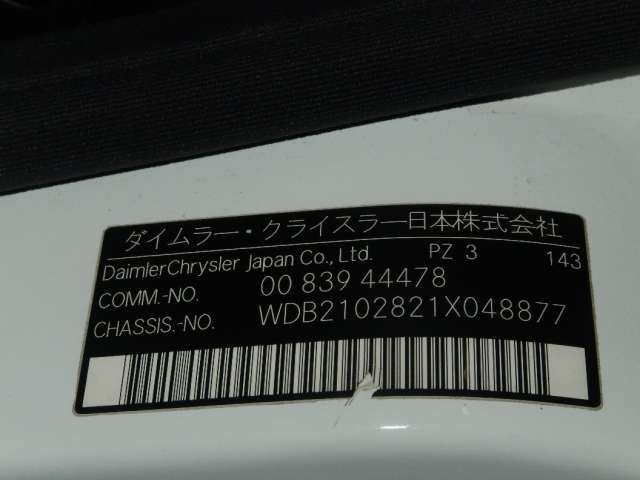 ダイムラー・クライスラー日本株式会社
DaimlerChrysler Japan Co., Ltd. PZ 3 143
COMM.-NO. 00 839 44478
CHASSIS.-NO. WDB2102821X048877